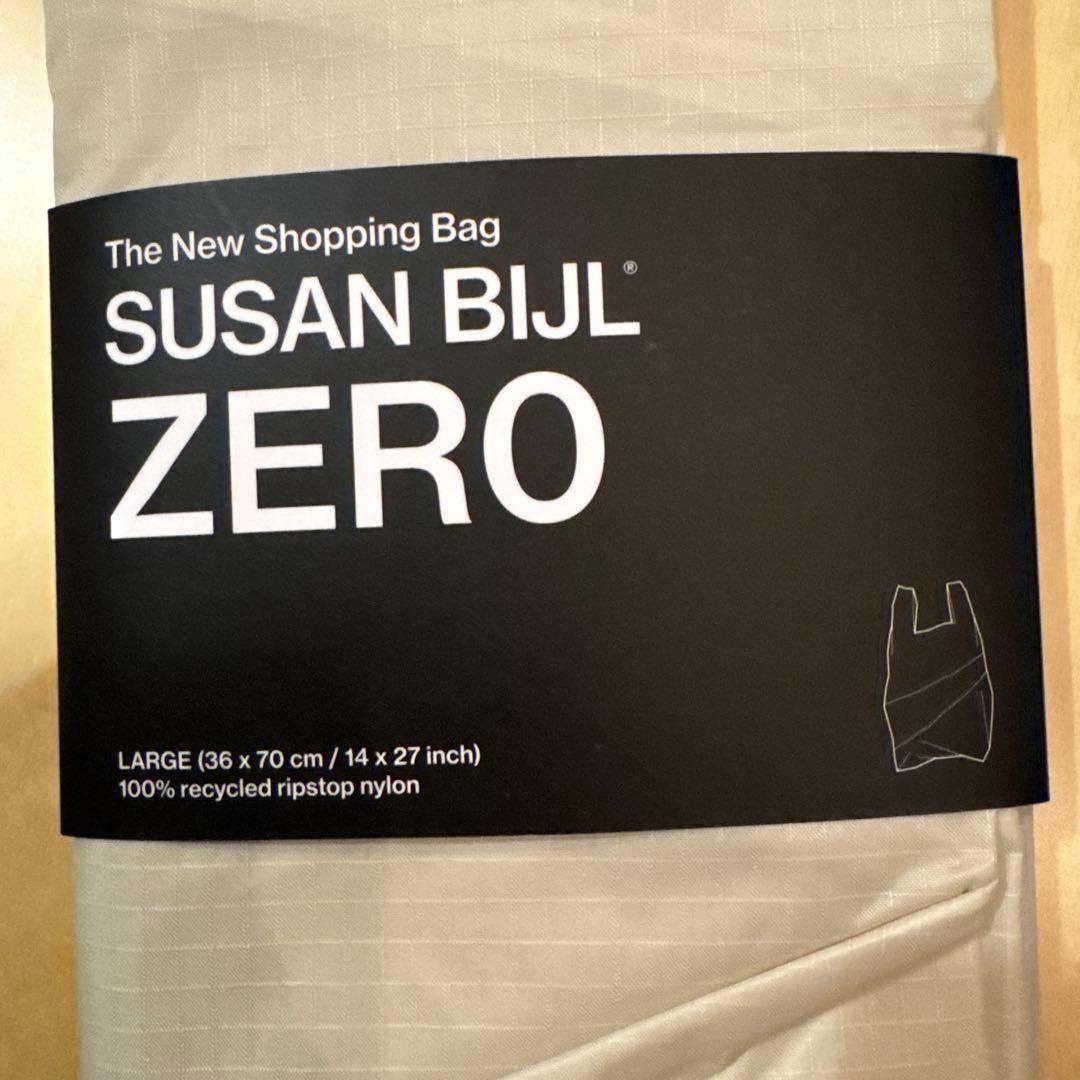 The New Shopping Bag
SUSAN BIJL®
ZERO
LARGE (36 x 70 cm / 14 x 27 inch)
100% recycled ripstop nylon